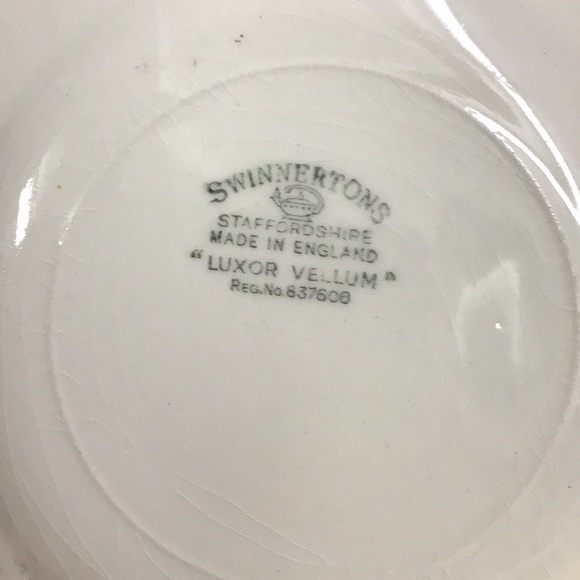 SWINNERTONS
STAFFORDSHIRE
MADE IN ENGLAND
"LUXOR VELLUM"
REG. No. 837606